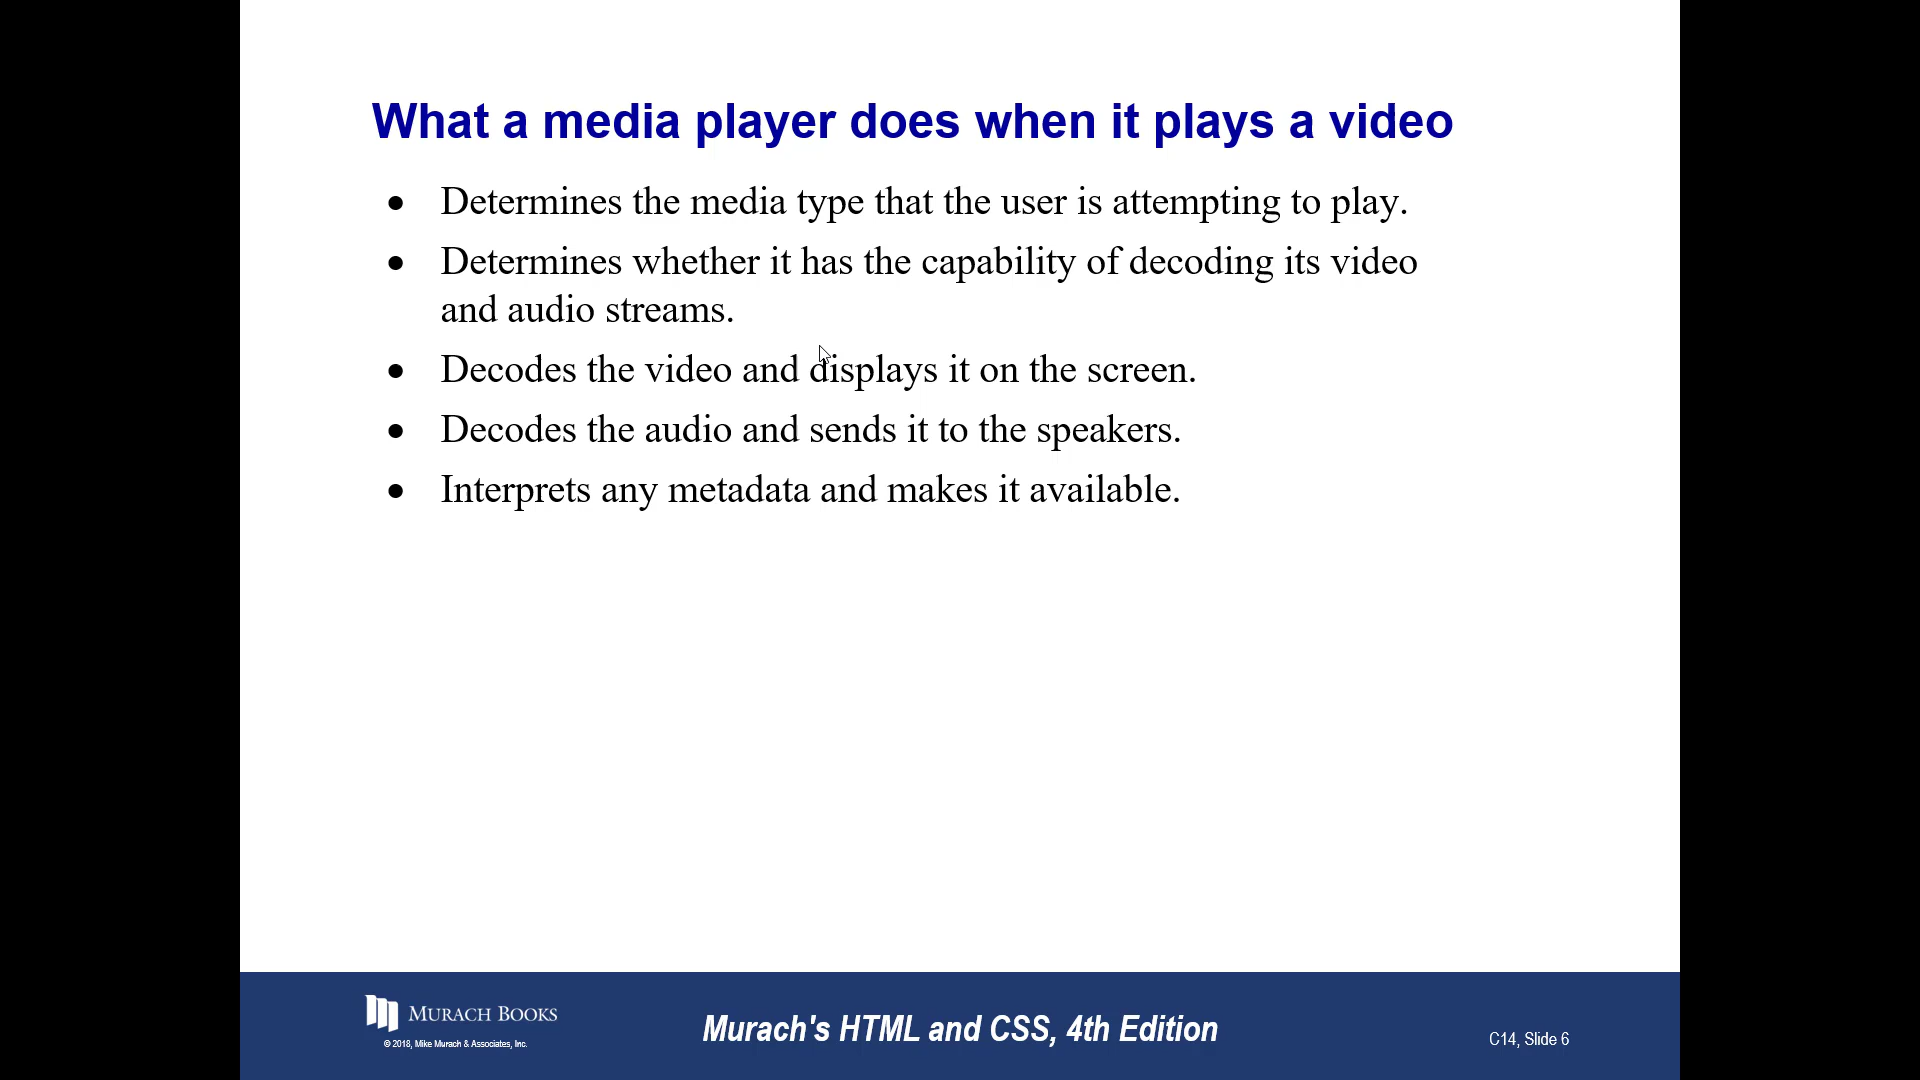 What a media player does when it plays a video
• Determines the media type that the user is attempting to play.
• Determines whether it has the capability of decoding its video
and audio streams.
• Decodes the video and displays it on the screen.
• Decodes the audio and sends it to the speakers.
• Interprets any metadata and makes it available.
MURACH BOOKS
© 2018, Mike Murach & Associates, Inc.
Murach's HTML and CSS, 4th Edition
C14, Slide 6